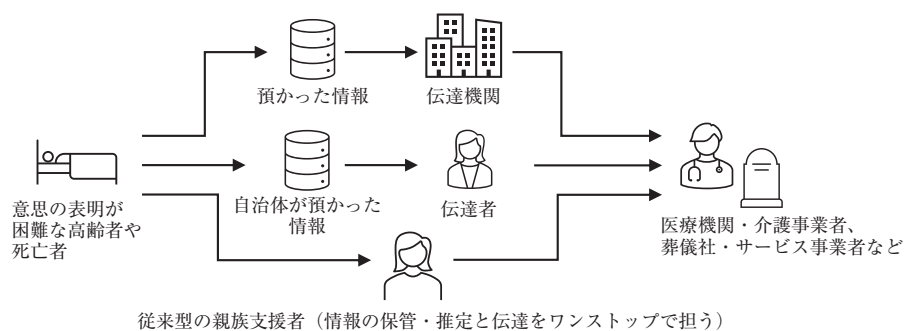 預かった情報
伝達機関
意思の表明が
困難な高齢者や
死亡者
自治体が預かった
情報
伝達者
医療機関・介護事業者、
葬儀社・サービス事業者など
従来型の親族支援者（情報の保管・推定と伝達をワンストップで担う）